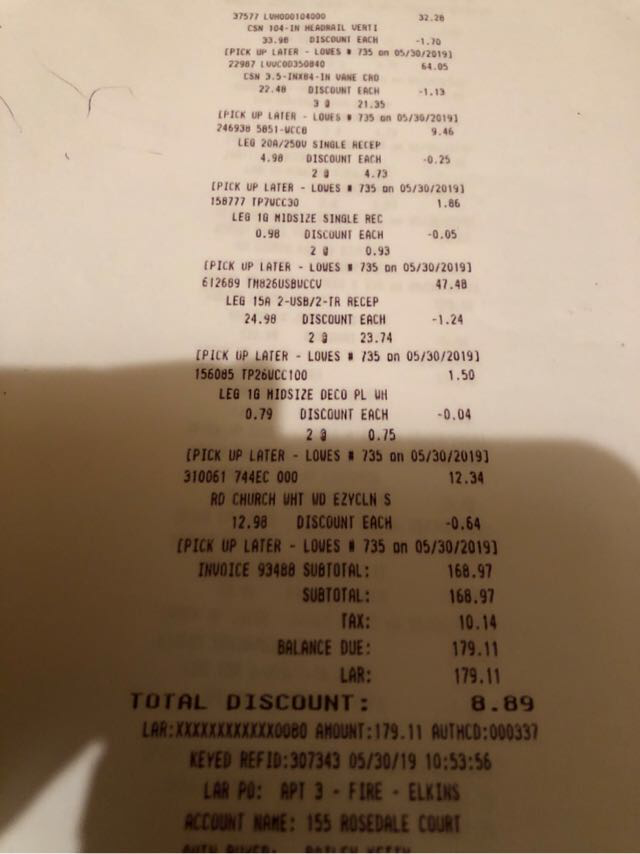 37577 LVH000104000 32.28
CSN 104-IN HEADRAIL VERTI
33.98 DISCOUNT EACH -1.70
[PICK UP LATER - LOWES # 735 on 05/30/2019]
22987 LVVC00350840 64.05
CSN 3.5-INX84-IN VANE CRO
22.48 DISCOUNT EACH -1.13
3 @ 21.35
[PICK UP LATER - LOWES # 735 on 05/30/2019]
246938 5851-WCC8 9.46
LEG 20A/250V SINGLE RECEP
4.98 DISCOUNT EACH -0.25
2 @ 4.73
[PICK UP LATER - LOWES # 735 on 05/30/2019]
158777 TP7WCC30 1.86
LEG 1G MIDSIZE SINGLE REC
0.98 DISCOUNT EACH -0.05
2 @ 0.93
[PICK UP LATER - LOWES # 735 on 05/30/2019]
612689 TM826USBWCCV 47.48
LEG 15A 2-USB/2-TR RECEP
24.98 DISCOUNT EACH -1.24
2 @ 23.74
[PICK UP LATER - LOWES # 735 on 05/30/2019]
156085 TP26WCC100 1.50
LEG 1G MIDSIZE DECO PL WH
0.79 DISCOUNT EACH -0.04
2 @ 0.75
[PICK UP LATER - LOWES # 735 on 05/30/2019]
310061 744EC 000 12.34
RD CHURCH WHT WD EZYCLN S
12.98 DISCOUNT EACH -0.64
[PICK UP LATER - LOWES # 735 on 05/30/2019]
INVOICE 93488 SUBTOTAL: 168.97
SUBTOTAL: 168.97
TAX: 10.14
BALANCE DUE: 179.11
LAR: 179.11
TOTAL DISCOUNT: 8.89
LAR:XXXXXXXXXXXX0080 AMOUNT:179.11 AUTHCD:000337
KEYED REFID:307343 05/30/19 10:53:56
LAR PO: APT 3 - FIRE - ELKINS
ACCOUNT NAME: 155 ROSEDALE COURT